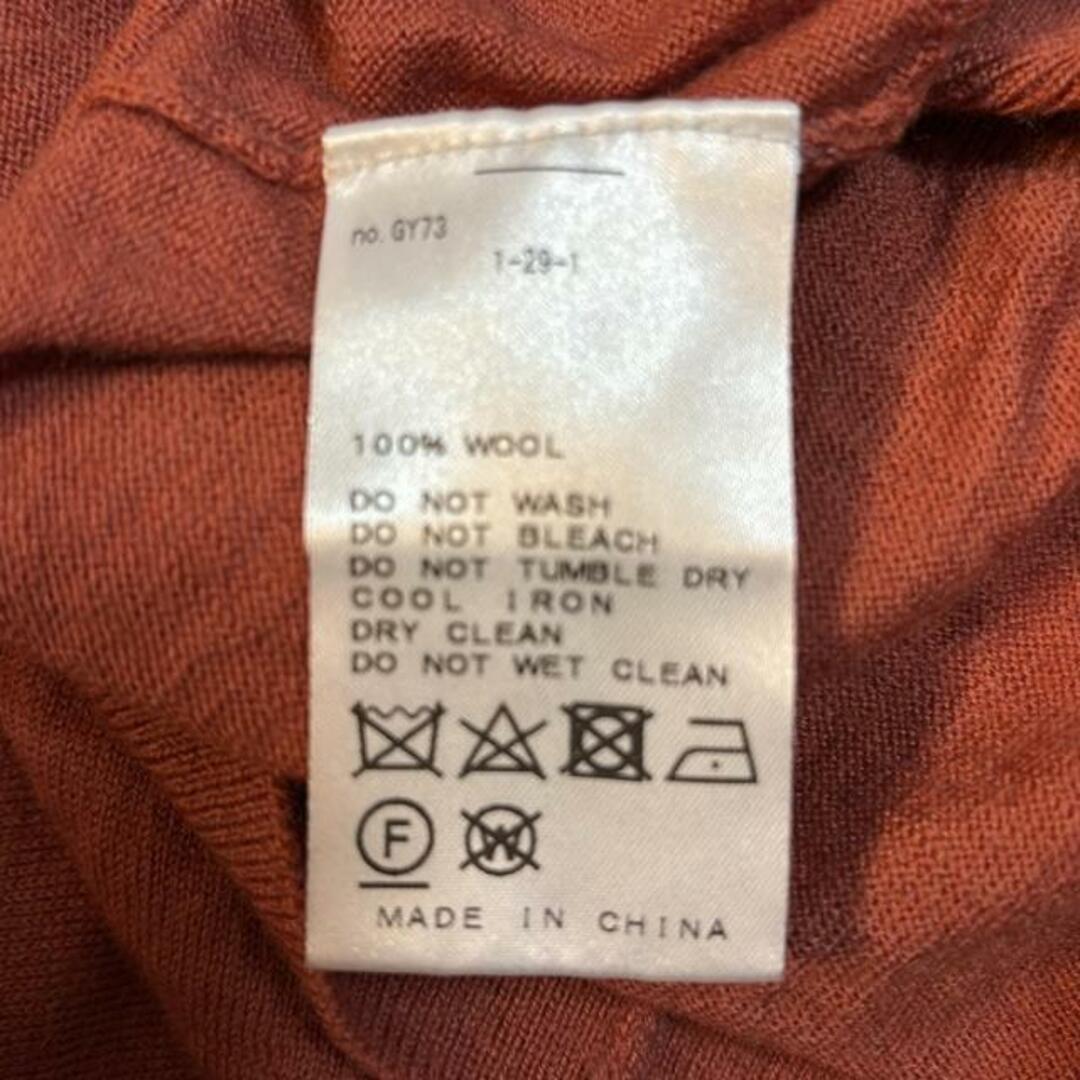 no. GY73
1-29-1
100% WOOL
DO NOT WASH
DO NOT BLEACH
DO NOT TUMBLE DRY
COOL IRON
DRY CLEAN
DO NOT WET CLEAN
F W
MADE IN CHINA